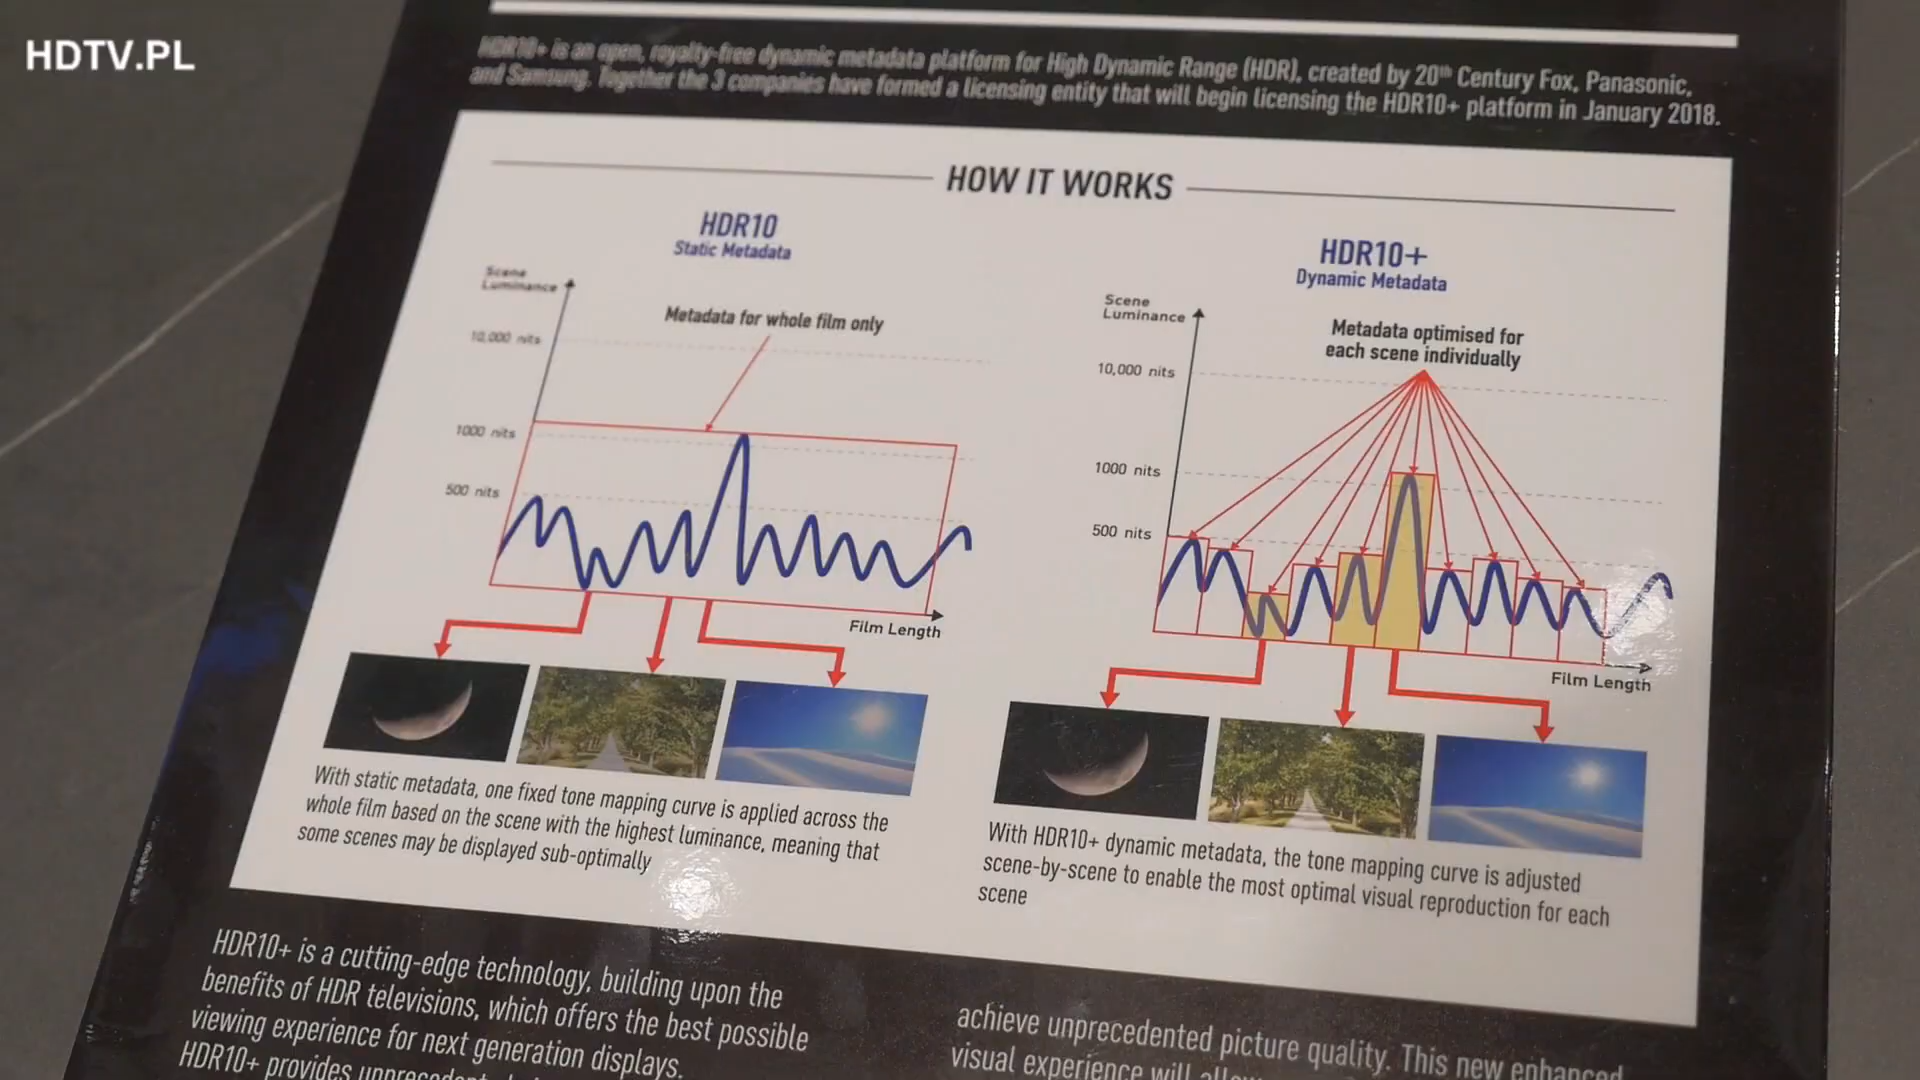 HDTV.PL
HDR10+ is an open, royalty-free dynamic metadata platform for High Dynamic Range (HDR), created by 20th Century Fox, Panasonic,
and Samsung. Together the 3 companies have formed a licensing entity that will begin licensing the HDR10+ platform in January 2018.
HOW IT WORKS
HDR10
Static Metadata
Scene
Luminance
10,000 nits
Metadata for whole film only
1000 nits
500 nits
Film Length
With static metadata, one fixed tone mapping curve is applied across the
whole film based on the scene with the highest luminance, meaning that
some scenes may be displayed sub-optimally
HDR10+
Dynamic Metadata
Scene
Luminance
Metadata optimised for
each scene individually
10,000 nits
1000 nits
500 nits
Film Length
With HDR10+ dynamic metadata, the tone mapping curve is adjusted
scene-by-scene to enable the most optimal visual reproduction for each
scene
HDR10+ is a cutting-edge technology, building upon the
benefits of HDR televisions, which offers the best possible
viewing experience for next generation displays.
HDR10+ provides
achieve unprecedented picture quality. This new enhanced
visual experience will